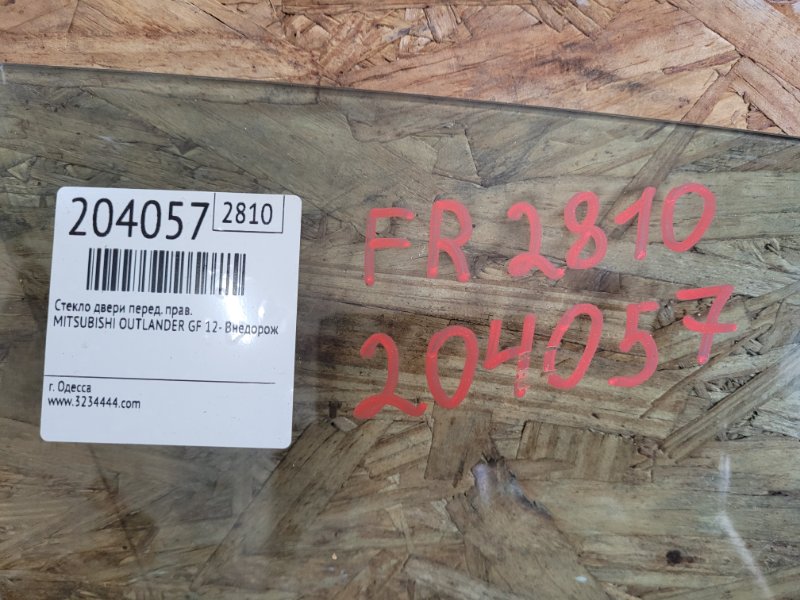 204057 2810
Стекло двери перед. прав.
MITSUBISHI OUTLANDER GF 12- Внедорож
г. Одесса
www.3234444.com
FR 2810
204057